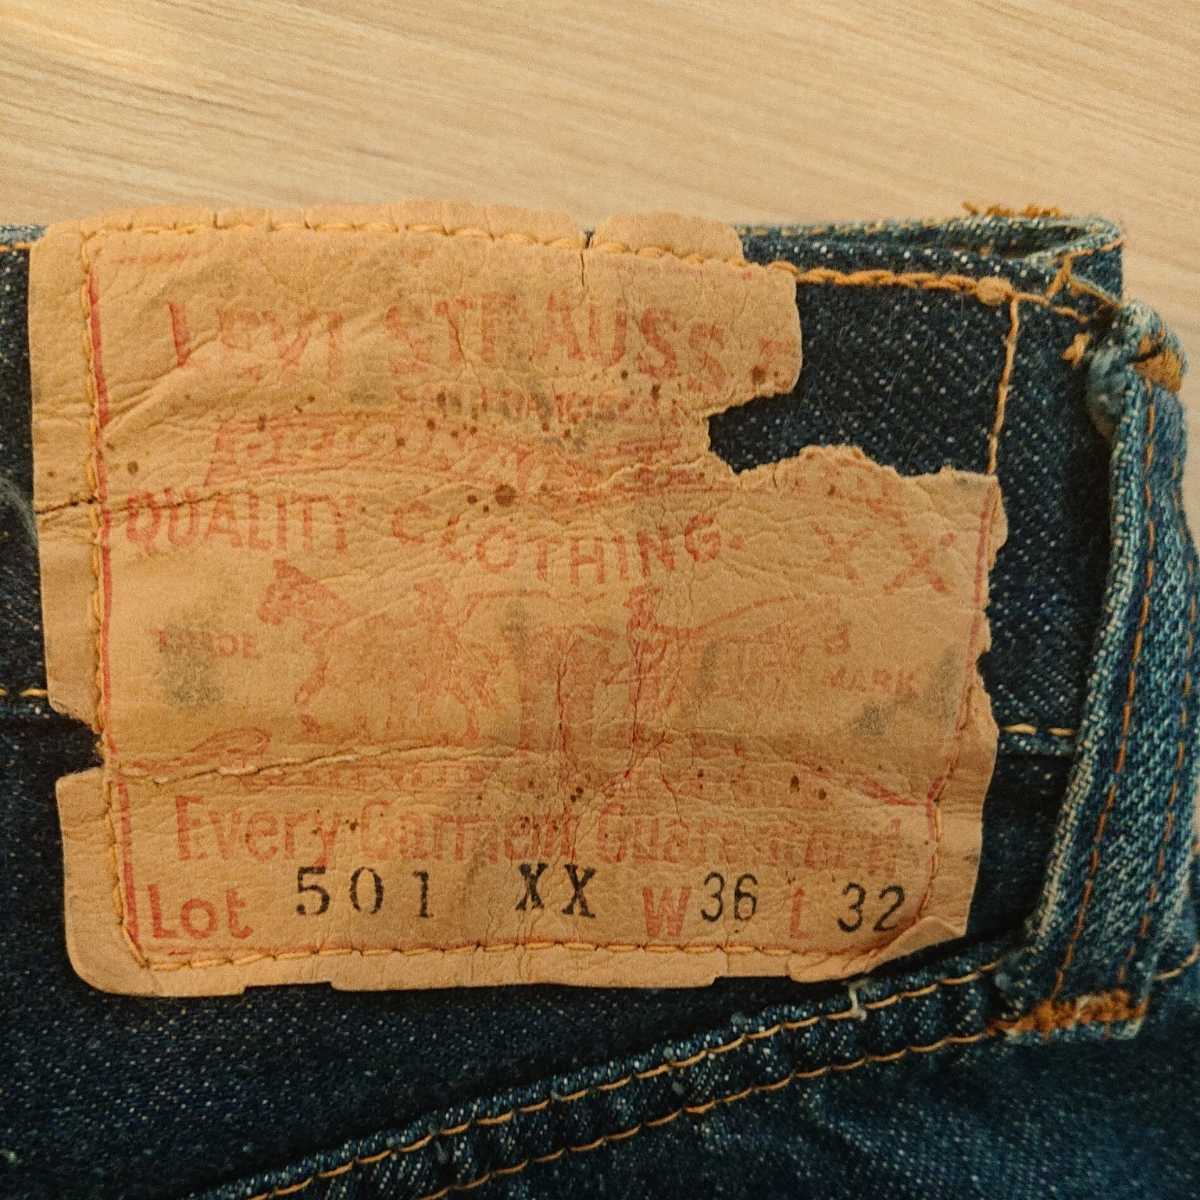 LEVI STRAUSS &
QUALITY CLOTHING.
XX
TRADE
MARK
Every Garment Guaranteed
Lot 501 XX W 36 L 32